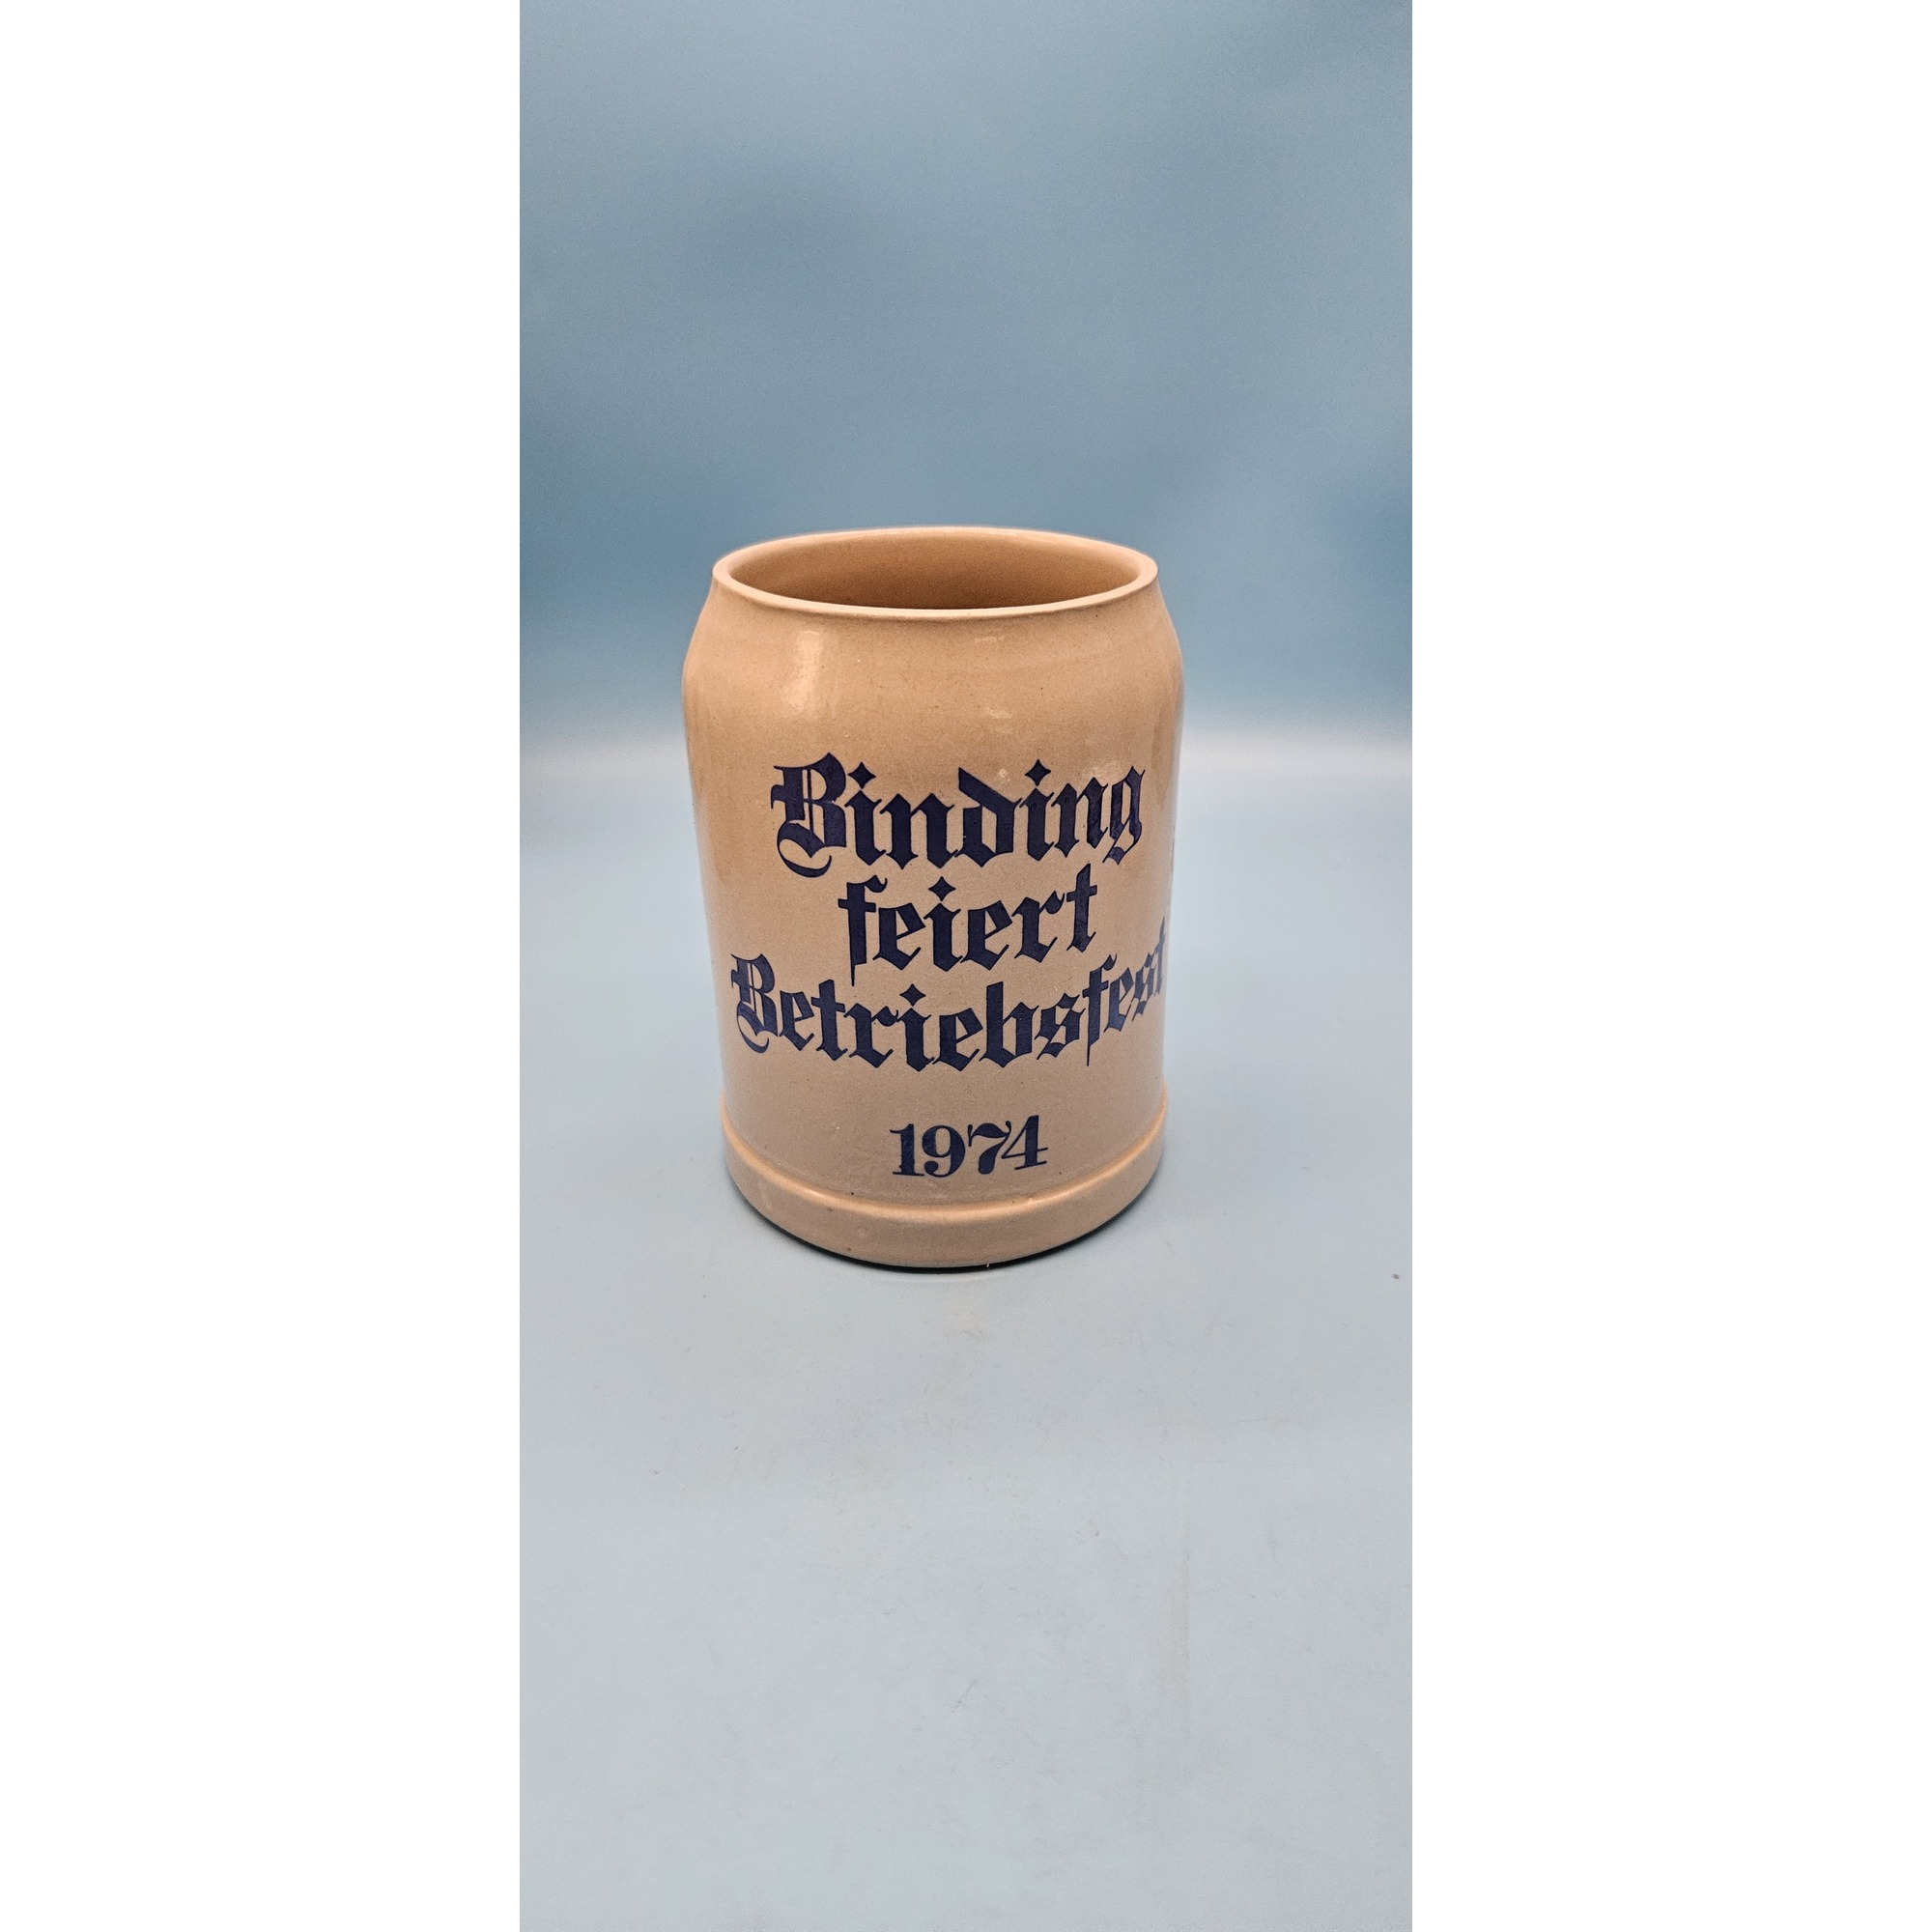 Binding
feiert
Betriebsfest
1974